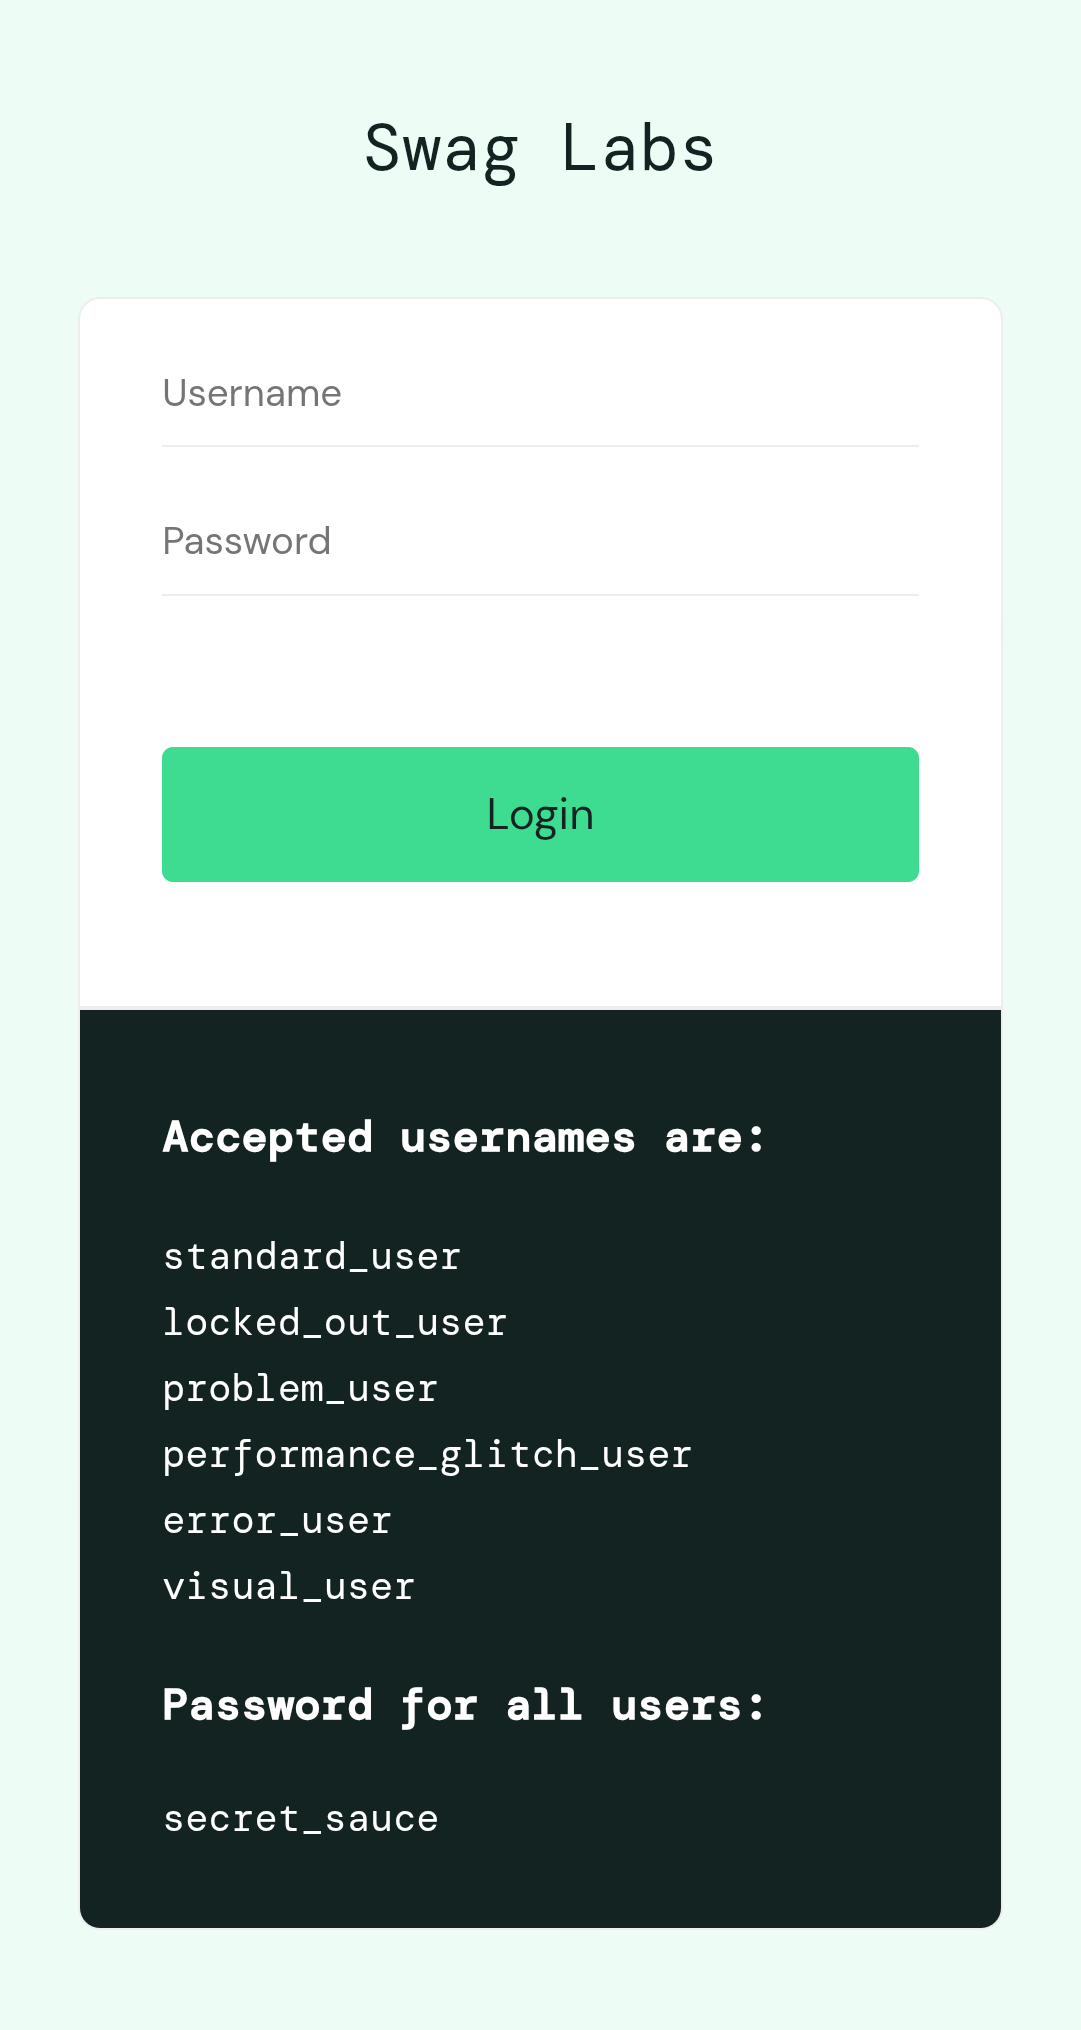 Swag Labs
Username
Password
Login
Accepted usernames are:
standard_user
locked_out_user
problem_user
performance_glitch_user
error_user
visual_user
Password for all users:
secret_sauce